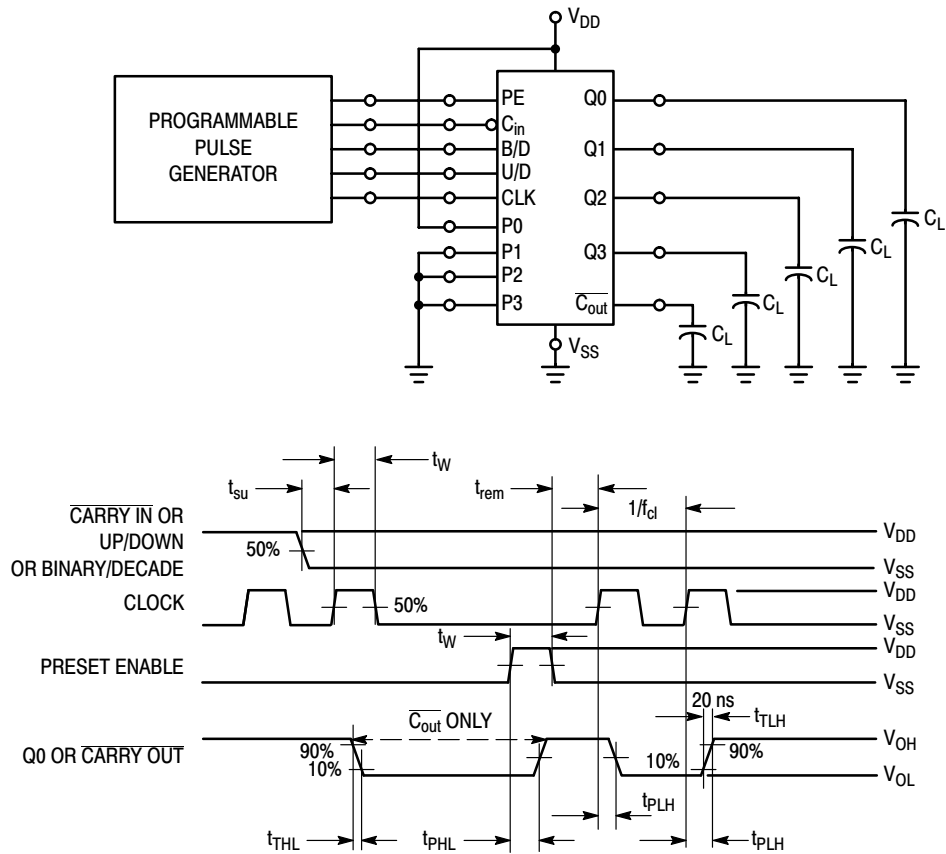 VDD
PROGRAMMABLE
PULSE
GENERATOR
PE
Cin
B/D
U/D
CLK
P0
P1
P2
P3
Q0
Q1
Q2
Q3
Cout
VSS
CL
CL
CL
CL
CL
tW
tsu
trem
1/fcl
CARRY IN OR
UP/DOWN
OR BINARY/DECADE
50%
VDD
VSS
CLOCK
50%
VDD
VSS
tW
PRESET ENABLE
VDD
VSS
20 ns
tTLH
Cout ONLY
Q0 OR CARRY OUT
90%
10%
10%
90%
VOH
VOL
tPLH
tTHL
tPHL
tPLH